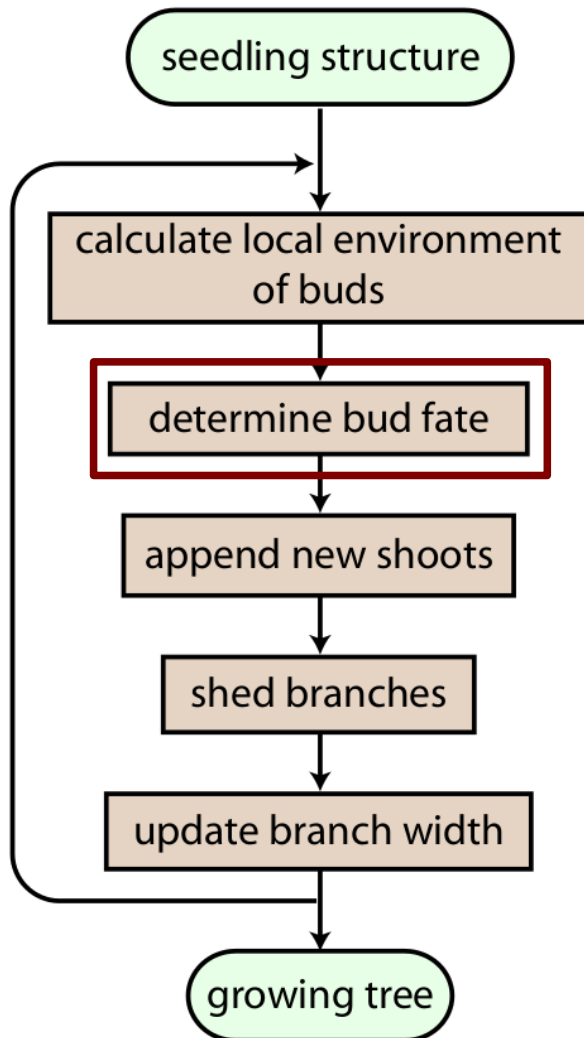 seedling structure
calculate local environment
of buds
determine bud fate
append new shoots
shed branches
update branch width
growing tree